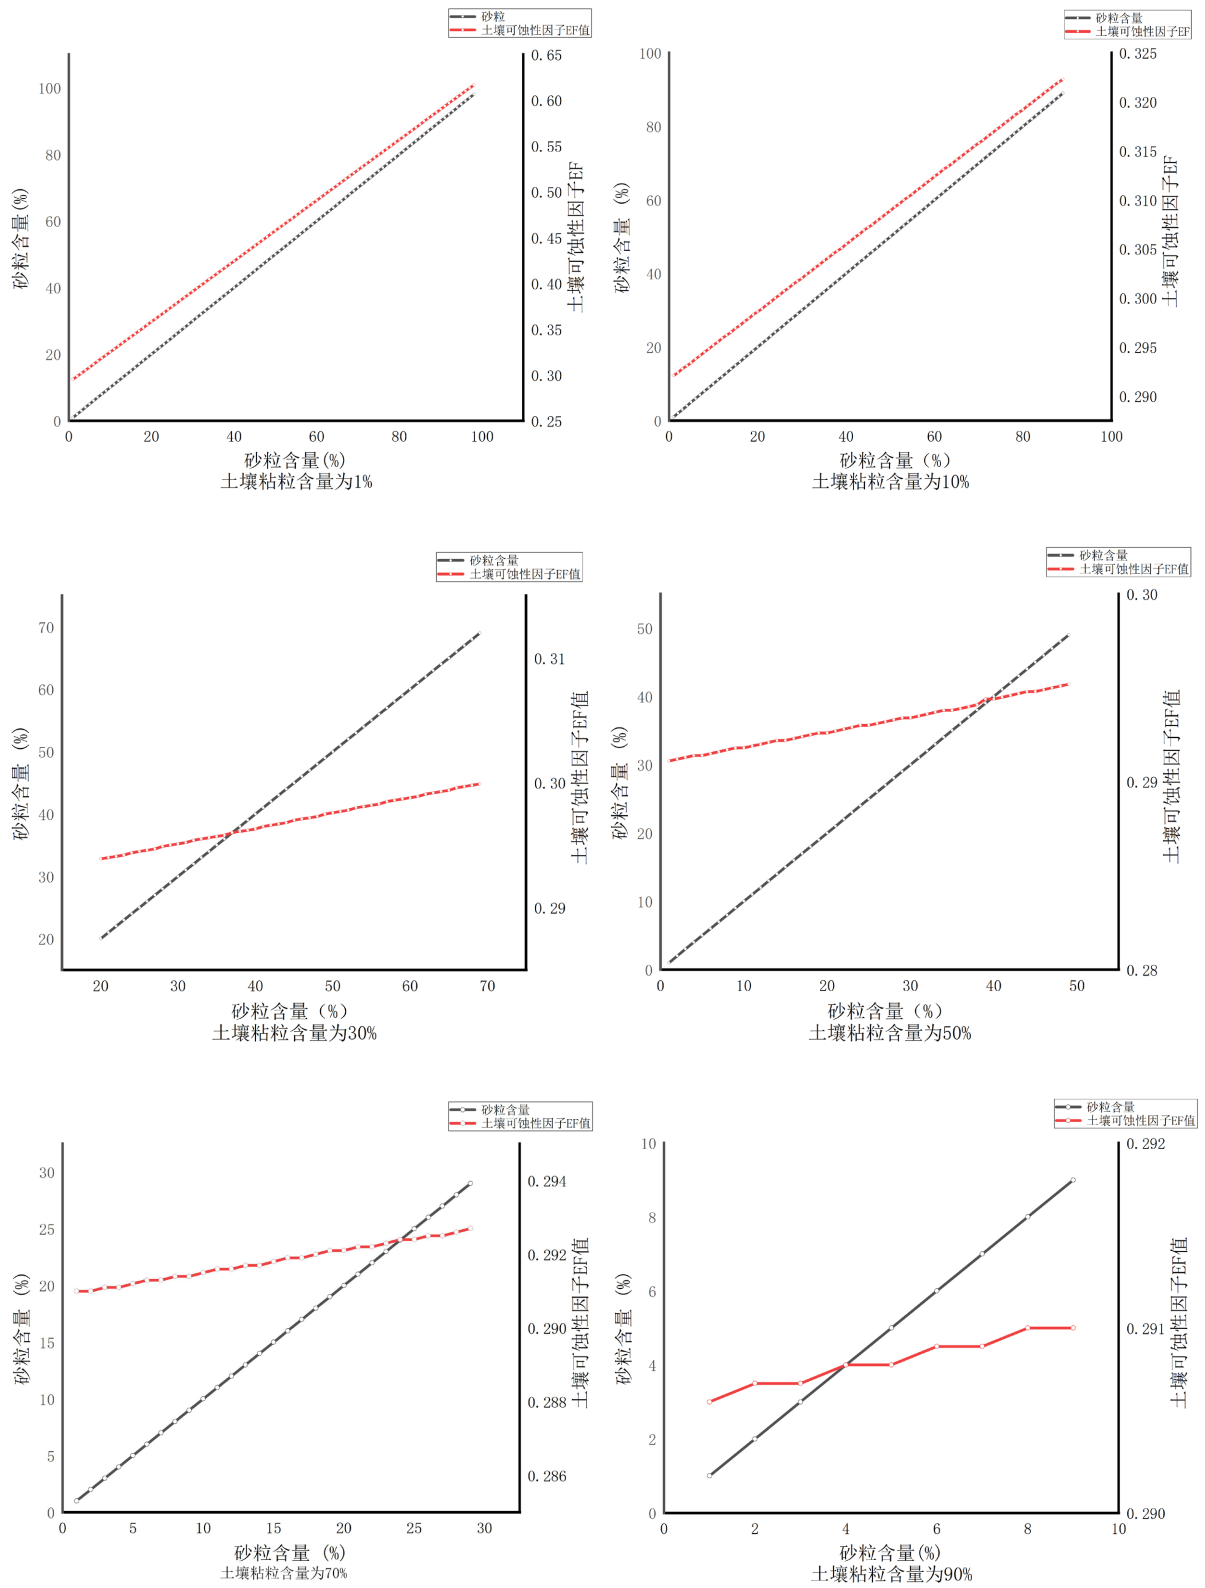 砂粒
土壤可蚀性因子EF值
砂粒含量(%)
100
80
60
40
20
0
0.65
0.60
0.55
0.50
0.45
0.40
0.35
0.30
0.25
土壤可蚀性因子EF
0 20 40 60 80 100
砂粒含量(%)
土壤粘粒含量为1%
砂粒含量
土壤可蚀性因子EF
砂粒含量 (%)
100
80
60
40
20
0
0.325
0.320
0.315
0.310
0.305
0.300
0.295
0.290
土壤可蚀性因子EF
0 20 40 60 80 100
砂粒含量（%）
土壤粘粒含量为10%
砂粒含量
土壤可蚀性因子EF值
砂粒含量 (%)
70
60
50
40
30
20
0.31
0.30
0.29
土壤可蚀性因子EF值
20 30 40 50 60 70
砂粒含量（%）
土壤粘粒含量为30%
砂粒含量
土壤可蚀性因子EF值
砂粒含量 (%)
50
40
30
20
10
0
0.30
0.29
0.28
土壤可蚀性因子EF值
0 10 20 30 40 50
砂粒含量（%）
土壤粘粒含量为50%
砂粒含量
土壤可蚀性因子EF值
砂粒含量 (%)
30
25
20
15
10
5
0
0.294
0.292
0.290
0.288
0.286
土壤可蚀性因子EF值
0 5 10 15 20 25 30
砂粒含量 (%)
土壤粘粒含量为70%
砂粒含量
土壤可蚀性因子EF值
砂粒含量 (%)
10
8
6
4
2
0
0.292
0.291
0.290
土壤可蚀性因子EF值
0 2 4 6 8 10
砂粒含量(%)
土壤粘粒含量为90%